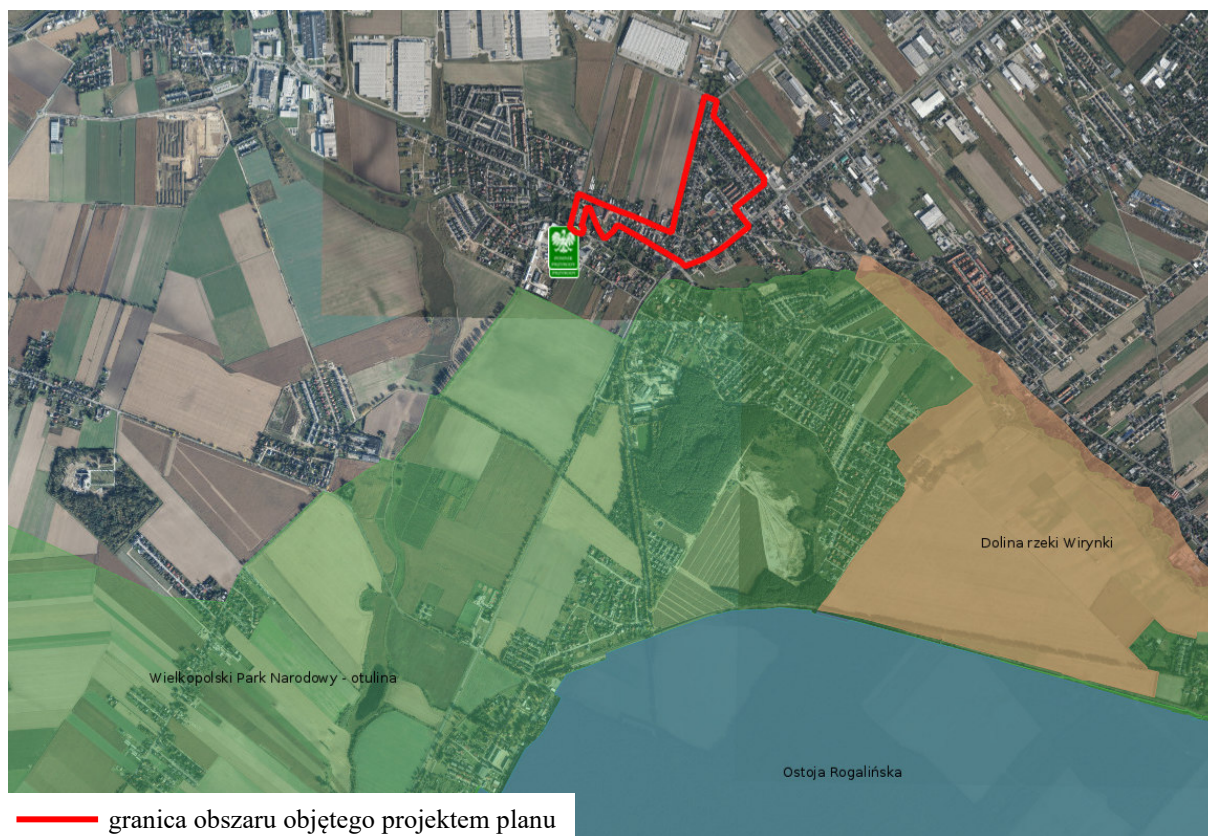 Dolina rzeki Wirynki
Wielkopolski Park Narodowy - otulina
Ostoja Rogalińska
granica obszaru objętego projektem planu